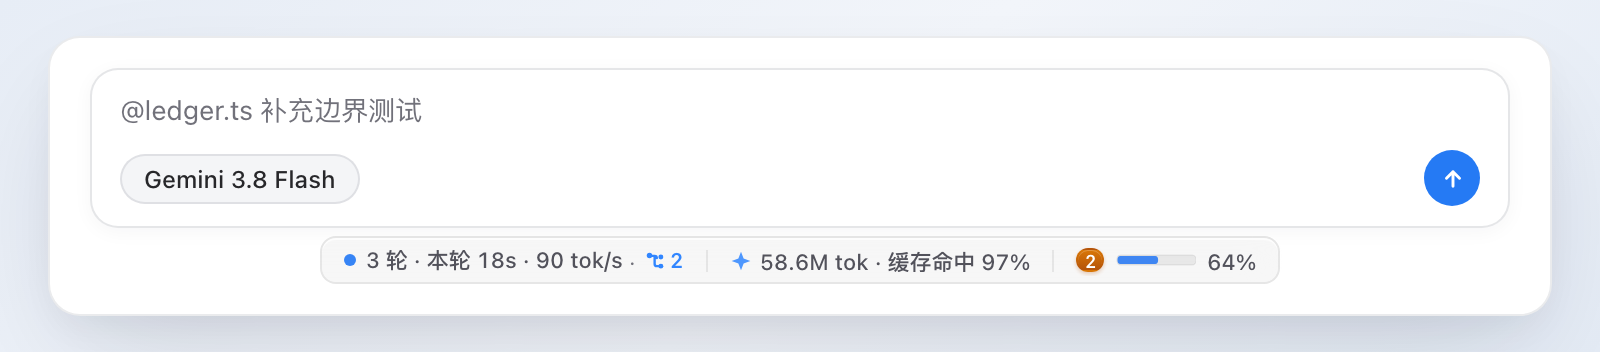 @ledger.ts 补充边界测试
Gemini 3.8 Flash
3 轮 · 本轮 18s · 90 tok/s · 2 58.6M tok · 缓存命中 97% 2 64%